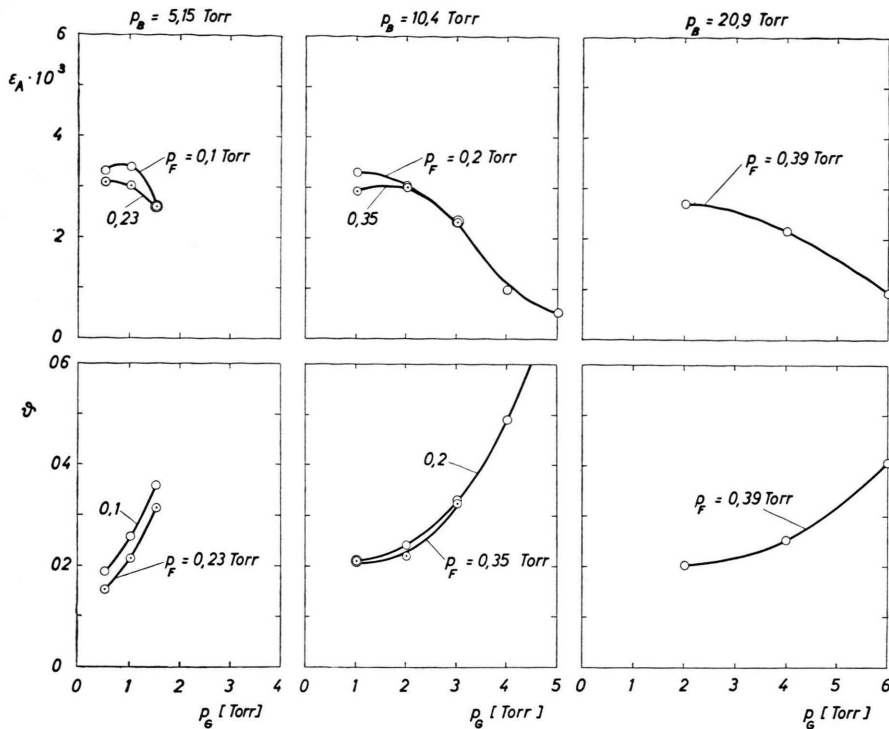 p_B = 5,15 Torr
p_B = 10,4 Torr
p_B = 20,9 Torr
6
ε_A · 10³
4
2
0
p_F = 0,1 Torr
0,23
p_F = 0,2 Torr
0,35
p_F = 0,39 Torr
06
ϑ
04
02
0
0,1
p_F = 0,23 Torr
0,2
p_F = 0,35 Torr
p_F = 0,39 Torr
0 1 2 3 4
0 1 2 3 4 5
0 1 2 3 4 5 6
p_G [Torr]
p_G [Torr]
p_G [Torr]